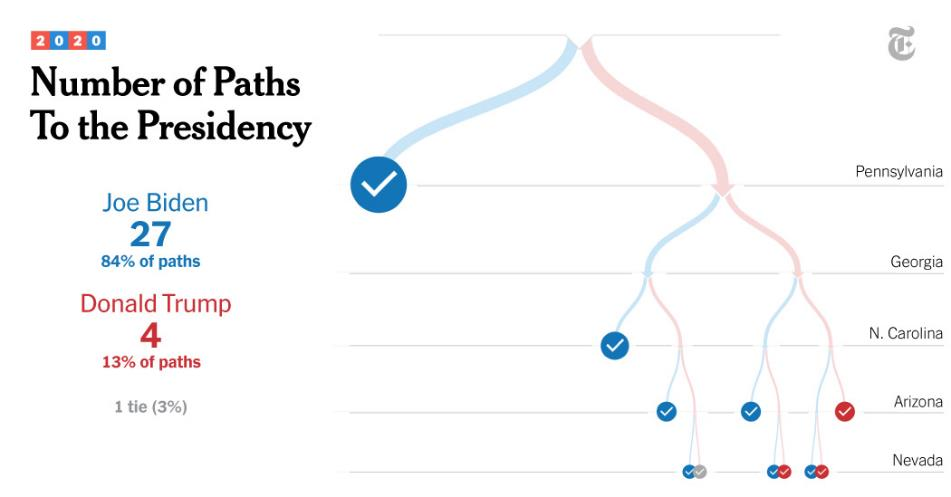 2020
Number of Paths
To the Presidency
Joe Biden
27
84% of paths
Donald Trump
4
13% of paths
1 tie (3%)
T
Pennsylvania
Georgia
N. Carolina
Arizona
Nevada